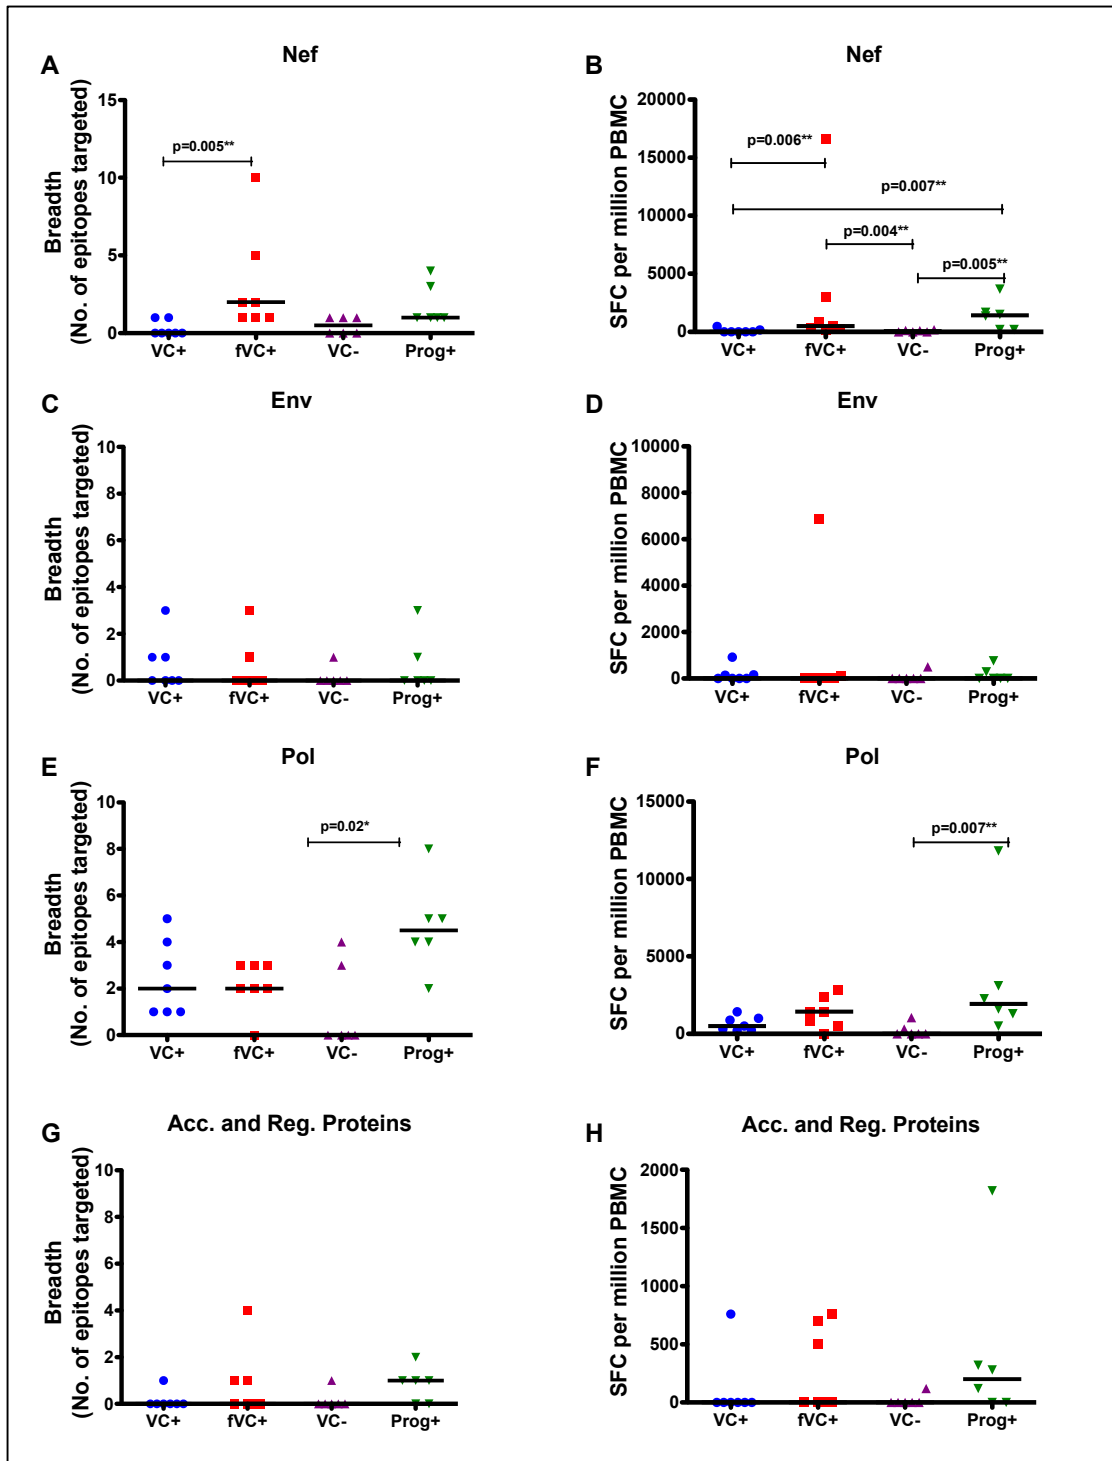 A
Nef
Breadth
(No. of epitopes targeted)
15
10
5
0
p=0.005**
VC+ fVC+ VC- Prog+
B
Nef
SFC per million PBMC
20000
15000
10000
5000
0
p=0.006**
p=0.007**
p=0.004**
p=0.005**
VC+ fVC+ VC- Prog+
C
Env
Breadth
(No. of epitopes targeted)
10
8
6
4
2
0
VC+ fVC+ VC- Prog+
D
Env
SFC per million PBMC
10000
8000
6000
4000
2000
0
VC+ fVC+ VC- Prog+
E
Pol
Breadth
(No. of epitopes targeted)
10
8
6
4
2
0
p=0.02*
VC+ fVC+ VC- Prog+
F
Pol
SFC per million PBMC
15000
10000
5000
0
p=0.007**
VC+ fVC+ VC- Prog+
G
Acc. and Reg. Proteins
Breadth
(No. of epitopes targeted)
10
8
6
4
2
0
VC+ fVC+ VC- Prog+
H
Acc. and Reg. Proteins
SFC per million PBMC
2000
1500
1000
500
0
VC+ fVC+ VC- Prog+